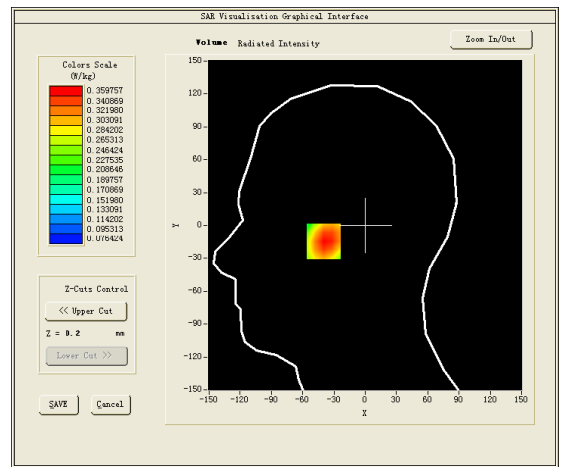 SAR Visualisation Graphical Interface
Volume Radiated Intensity
Zoom In/Out
Colors Scale
(W/kg)
0.359757
0.340869
0.321980
0.303091
0.284202
0.265313
0.246424
0.227535
0.208646
0.189757
0.170869
0.151980
0.133091
0.114202
0.095313
0.076424
Z-Cuts Control
<< Upper Cut
Z = 0.2 mm
Lower Cut >>
SAVE Cancel
150
120
90
60
30
0
-30
-60
-90
-120
-150
Y
-150 -120 -90 -60 -30 0 30 60 90 120 150
X